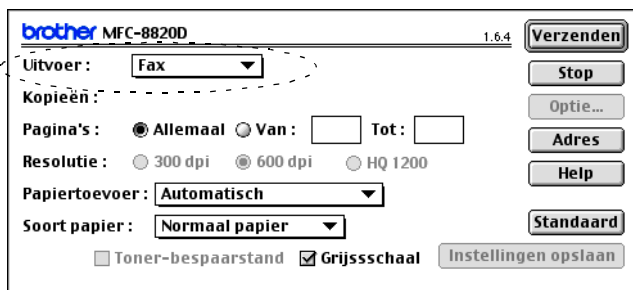 brother MFC-8820D 1.6.4 Verzenden
Uitvoer: Fax Stop
Kopieën: Optie...
Pagina's: Allemaal Van: Tot: Adres
Resolutie: 300 dpi 600 dpi HQ 1200 Help
Papiertoevoer: Automatisch
Soort papier: Normaal papier Standaard
Toner-bespaarstand Grijssschaal Instellingen opslaan